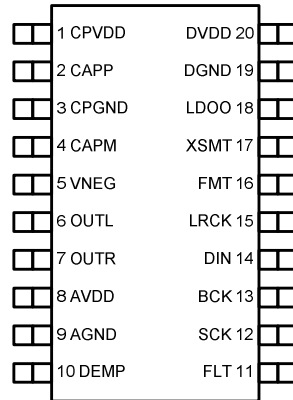 1 CPVDD DVDD 20
2 CAPP DGND 19
3 CPGND LDOO 18
4 CAPM XSMT 17
5 VNEG FMT 16
6 OUTL LRCK 15
7 OUTR DIN 14
8 AVDD BCK 13
9 AGND SCK 12
10 DEMP FLT 11